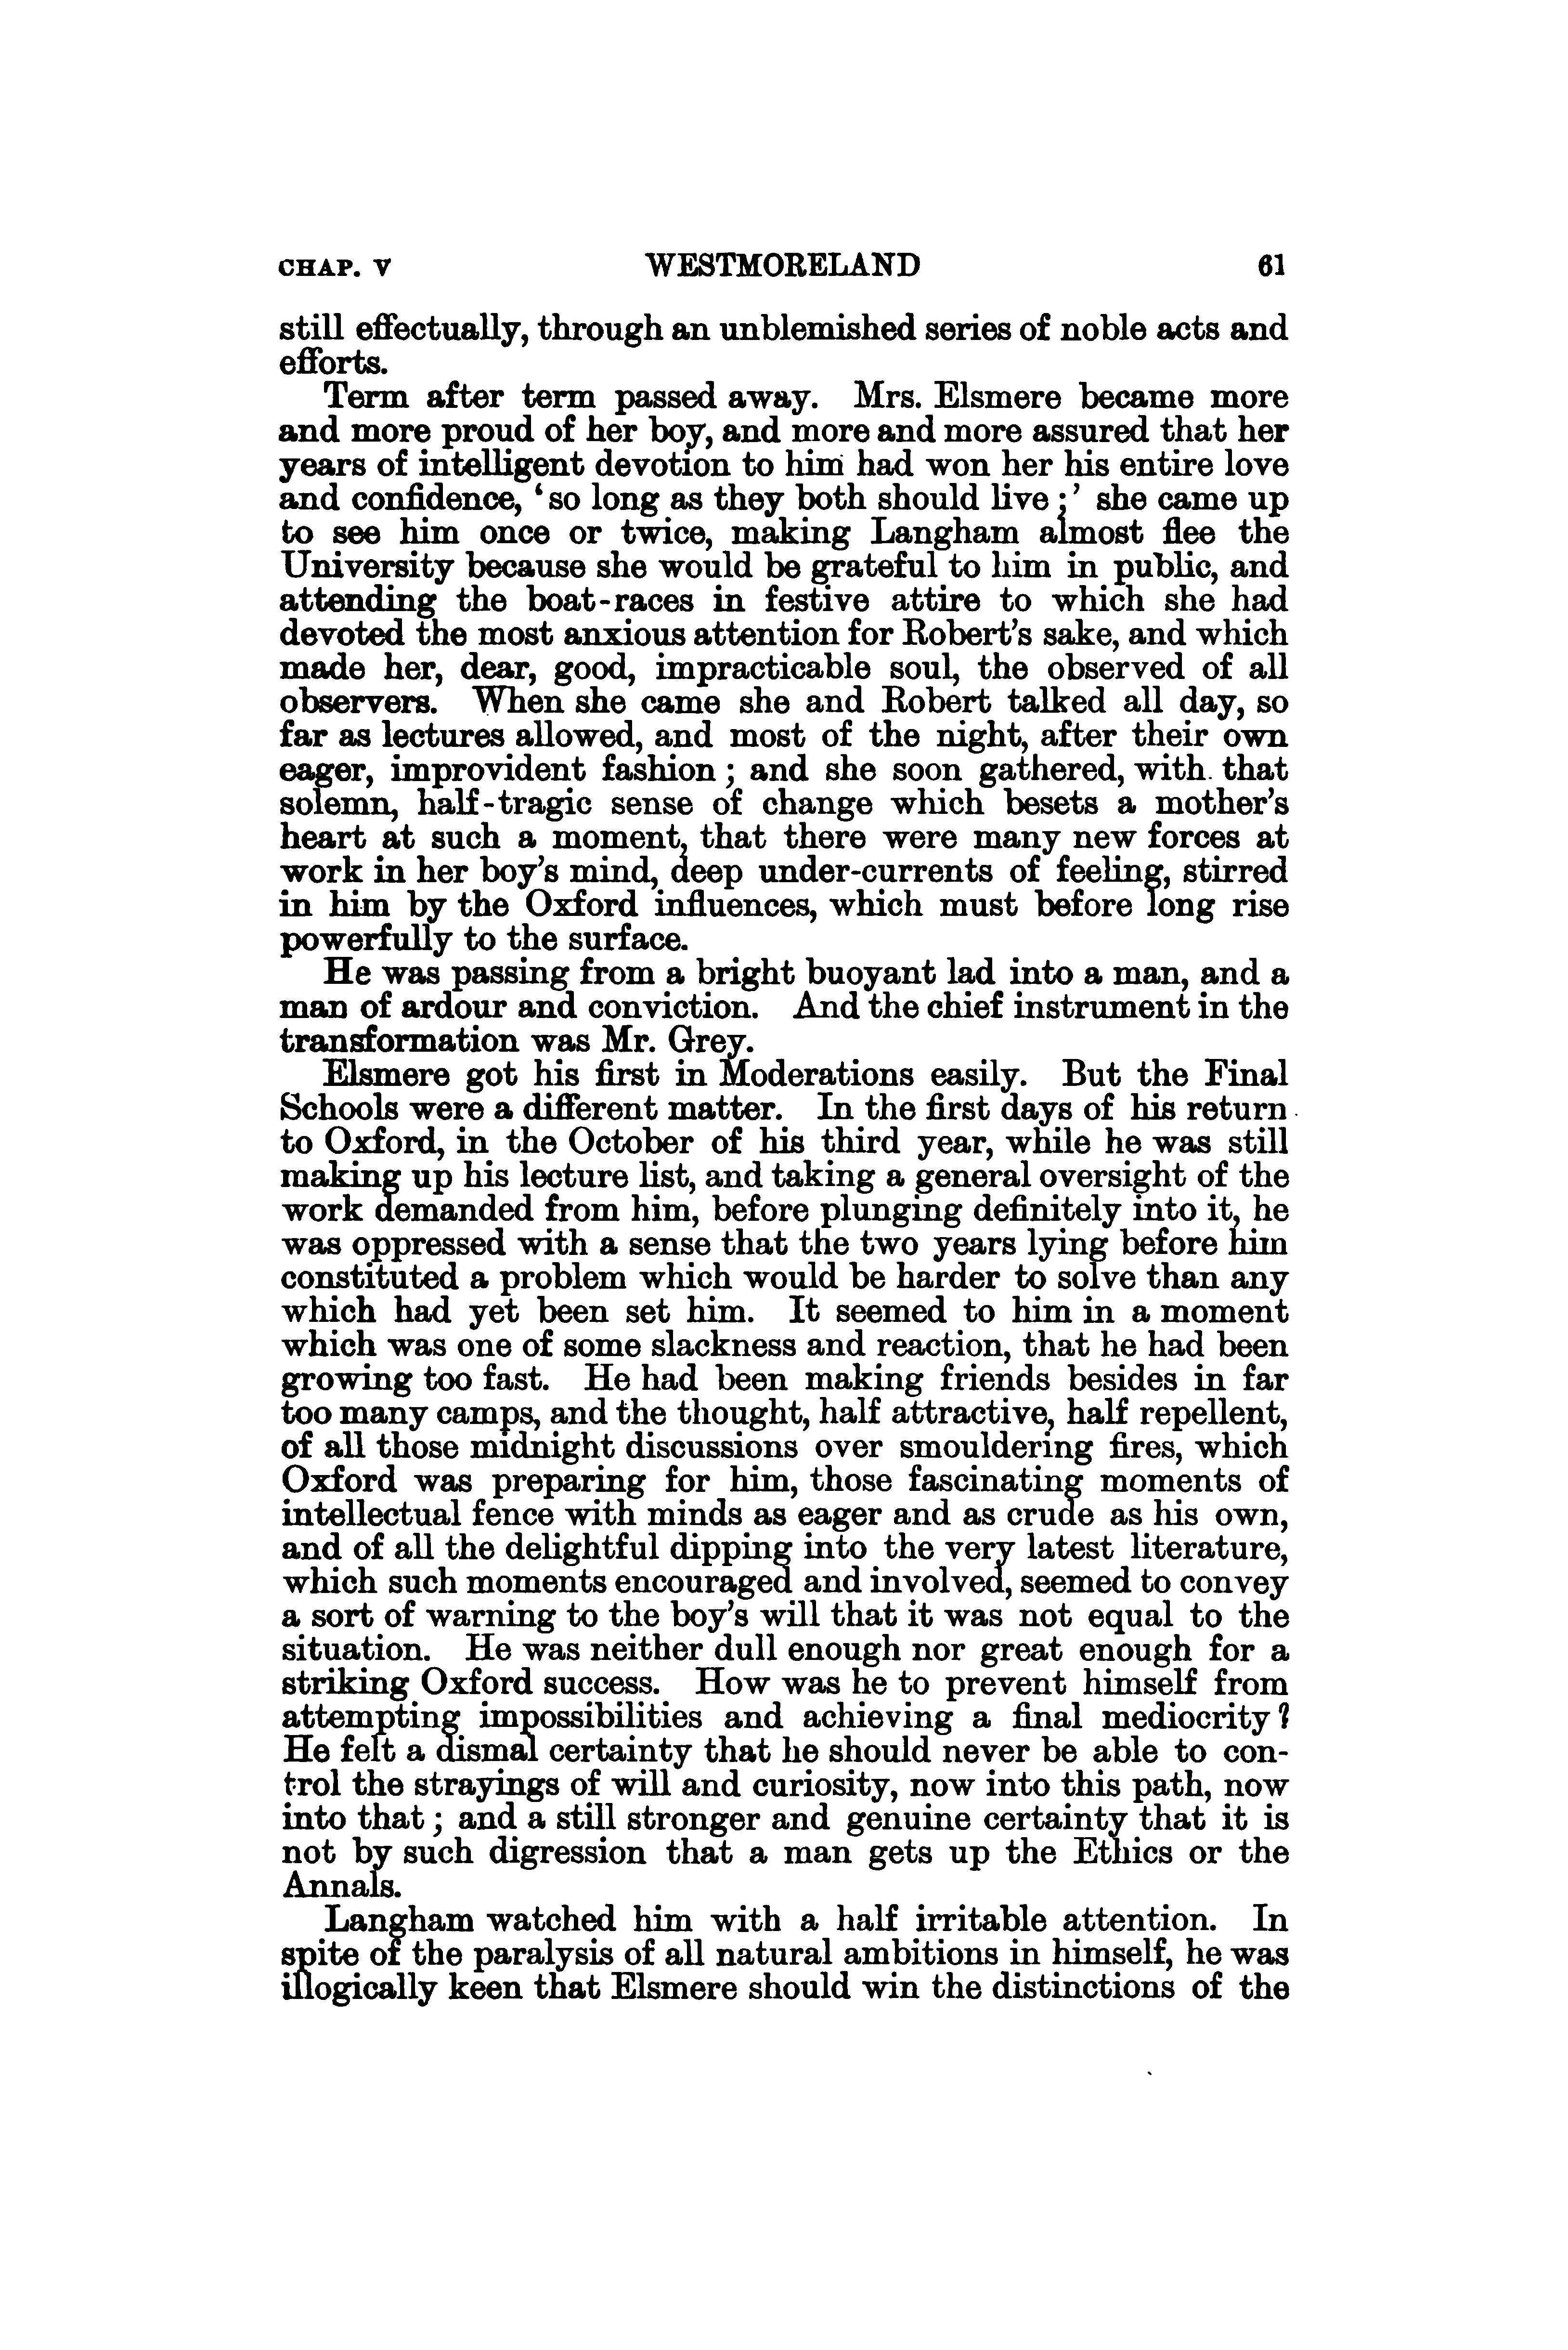 CHAP. V WESTMORELAND 61
still effectually, through an unblemished series of noble acts and
efforts.
Term after term passed away. Mrs. Elsmere became more
and more proud of her boy, and more and more assured that her
years of intelligent devotion to him had won her his entire love
and confidence, ‘so long as they both should live;’ she came up
to see him once or twice, making Langham almost flee the
University because she would be grateful to him in public, and
attending the boat-races in festive attire to which she had
devoted the most anxious attention for Robert’s sake, and which
made her, dear, good, impracticable soul, the observed of all
observers. When she came she and Robert talked all day, so
far as lectures allowed, and most of the night, after their own
eager, improvident fashion; and she soon gathered, with that
solemn, half-tragic sense of change which besets a mother’s
heart at such a moment, that there were many new forces at
work in her boy’s mind, deep under-currents of feeling, stirred
in him by the Oxford influences, which must before long rise
powerfully to the surface.
He was passing from a bright buoyant lad into a man, and a
man of ardour and conviction. And the chief instrument in the
transformation was Mr. Grey.
Elsmere got his first in Moderations easily. But the Final
Schools were a different matter. In the first days of his return
to Oxford, in the October of his third year, while he was still
making up his lecture list, and taking a general oversight of the
work demanded from him, before plunging definitely into it, he
was oppressed with a sense that the two years lying before him
constituted a problem which would be harder to solve than any
which had yet been set him. It seemed to him in a moment
which was one of some slackness and reaction, that he had been
growing too fast. He had been making friends besides in far
too many camps, and the thought, half attractive, half repellent,
of all those midnight discussions over smouldering fires, which
Oxford was preparing for him, those fascinating moments of
intellectual fence with minds as eager and as crude as his own,
and of all the delightful dipping into the very latest literature,
which such moments encouraged and involved, seemed to convey
a sort of warning to the boy’s will that it was not equal to the
situation. He was neither dull enough nor great enough for a
striking Oxford success. How was he to prevent himself from
attempting impossibilities and achieving a final mediocrity?
He felt a dismal certainty that he should never be able to con-
trol the strayings of will and curiosity, now into this path, now
into that; and a still stronger and genuine certainty that it is
not by such digression that a man gets up the Ethics or the
Annals.
Langham watched him with a half irritable attention. In
spite of the paralysis of all natural ambitions in himself, he was
illogically keen that Elsmere should win the distinctions of the